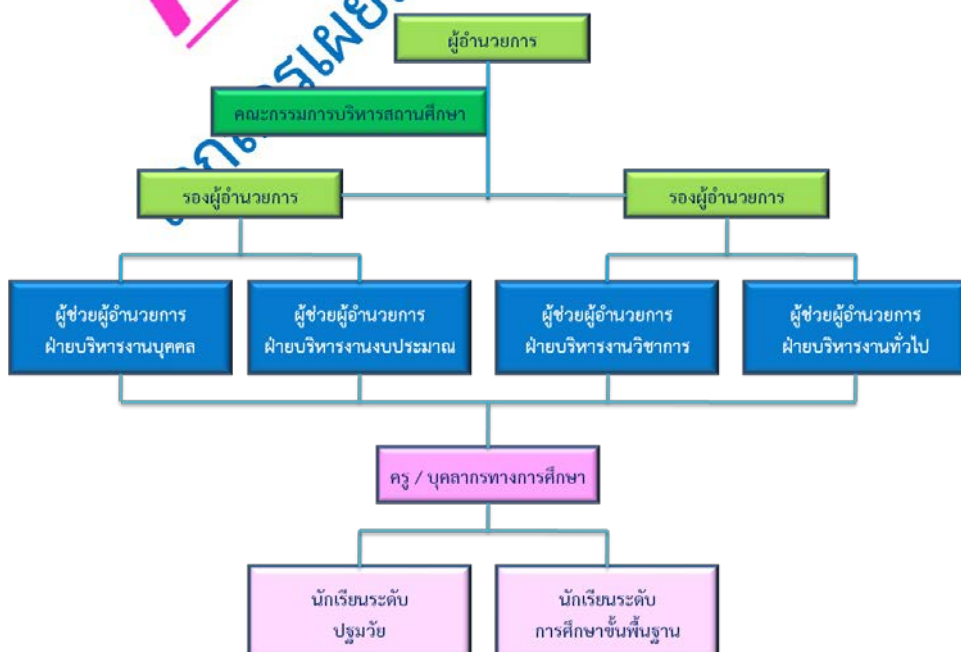 ผู้อำนวยการ
คณะกรรมการบริหารสถานศึกษา
รองผู้อำนวยการ
รองผู้อำนวยการ
ผู้ช่วยผู้อำนวยการ
ฝ่ายบริหารงานบุคคล
ผู้ช่วยผู้อำนวยการ
ฝ่ายบริหารงานงบประมาณ
ผู้ช่วยผู้อำนวยการ
ฝ่ายบริหารงานวิชาการ
ผู้ช่วยผู้อำนวยการ
ฝ่ายบริหารงานทั่วไป
ครู / บุคลากรทางการศึกษา
นักเรียนระดับ
ปฐมวัย
นักเรียนระดับ
การศึกษาขั้นพื้นฐาน